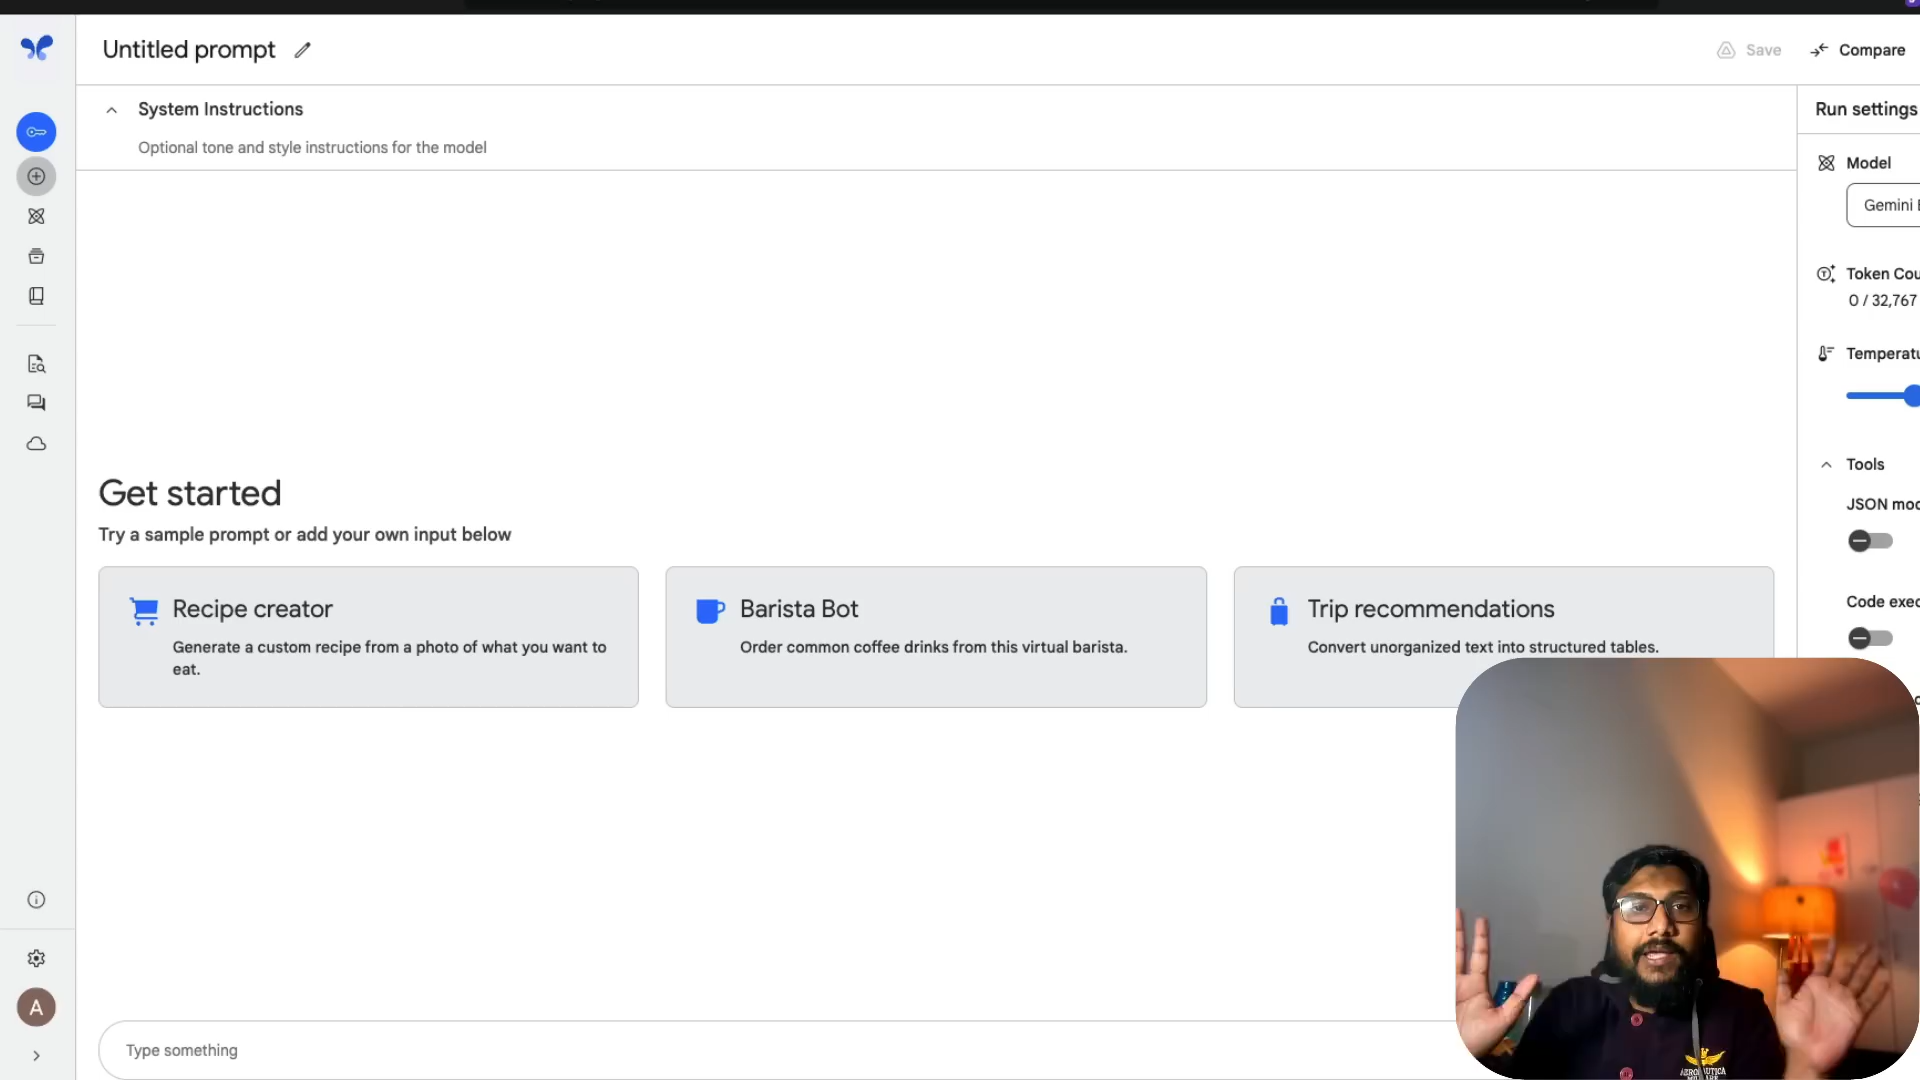 Untitled prompt
Save
Compare
System Instructions
Optional tone and style instructions for the model
Run settings
Model
Gemini
Token Cou
0 / 32,767
Temperatu
Tools
JSON mod
Code exec
Get started
Try a sample prompt or add your own input below
Recipe creator
Generate a custom recipe from a photo of what you want to
eat.
Barista Bot
Order common coffee drinks from this virtual barista.
Trip recommendations
Convert unorganized text into structured tables.
A
Type something
AERONAUTICA